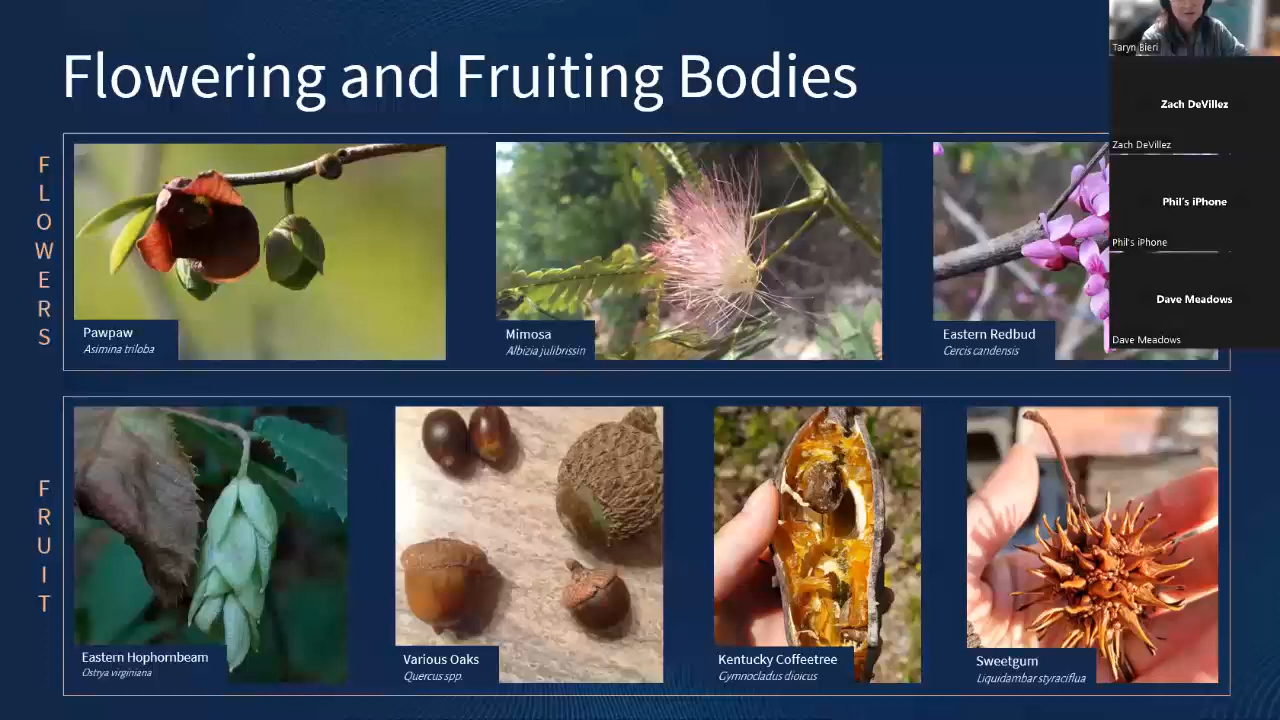 Flowering and Fruiting Bodies
Taryn Bieri
Zach DeVillez
Zach DeVillez
Phil's iPhone
Phil's iPhone
Dave Meadows
Dave Meadows
FLOWERS
Pawpaw
Asimina triloba
Mimosa
Albizia julibrissin
Eastern Redbud
Cercis candensis
FRUIT
Eastern Hophornbeam
Ostrya virginiana
Various Oaks
Quercus spp.
Kentucky Coffeetree
Gymnocladus dioicus
Sweetgum
Liquidambar styraciflua